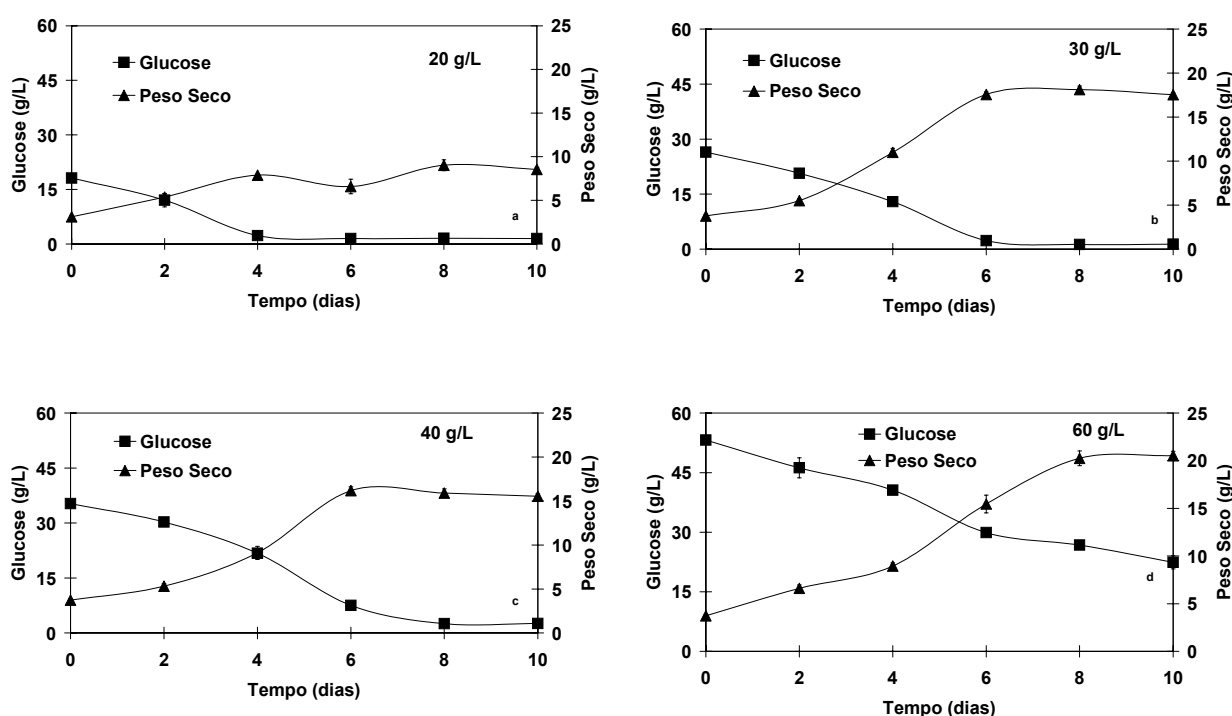 20 g/L
Glucose
Peso Seco
Glucose (g/L)
60
45
30
15
0
Peso Seco (g/L)
25
20
15
10
5
0
a
0 2 4 6 8 10
Tempo (dias)
30 g/L
Glucose
Peso Seco
Glucose (g/L)
60
45
30
15
0
Peso Seco (g/L)
25
20
15
10
5
0
b
0 2 4 6 8 10
Tempo (dias)
40 g/L
Glucose
Peso Seco
Glucose (g/L)
60
45
30
15
0
Peso Seco (g/L)
25
20
15
10
5
0
c
0 2 4 6 8 10
Tempo (dias)
60 g/L
Glucose
Peso Seco
Glucose (g/L)
60
45
30
15
0
Peso Seco (g/L)
25
20
15
10
5
0
d
0 2 4 6 8 10
Tempo (dias)